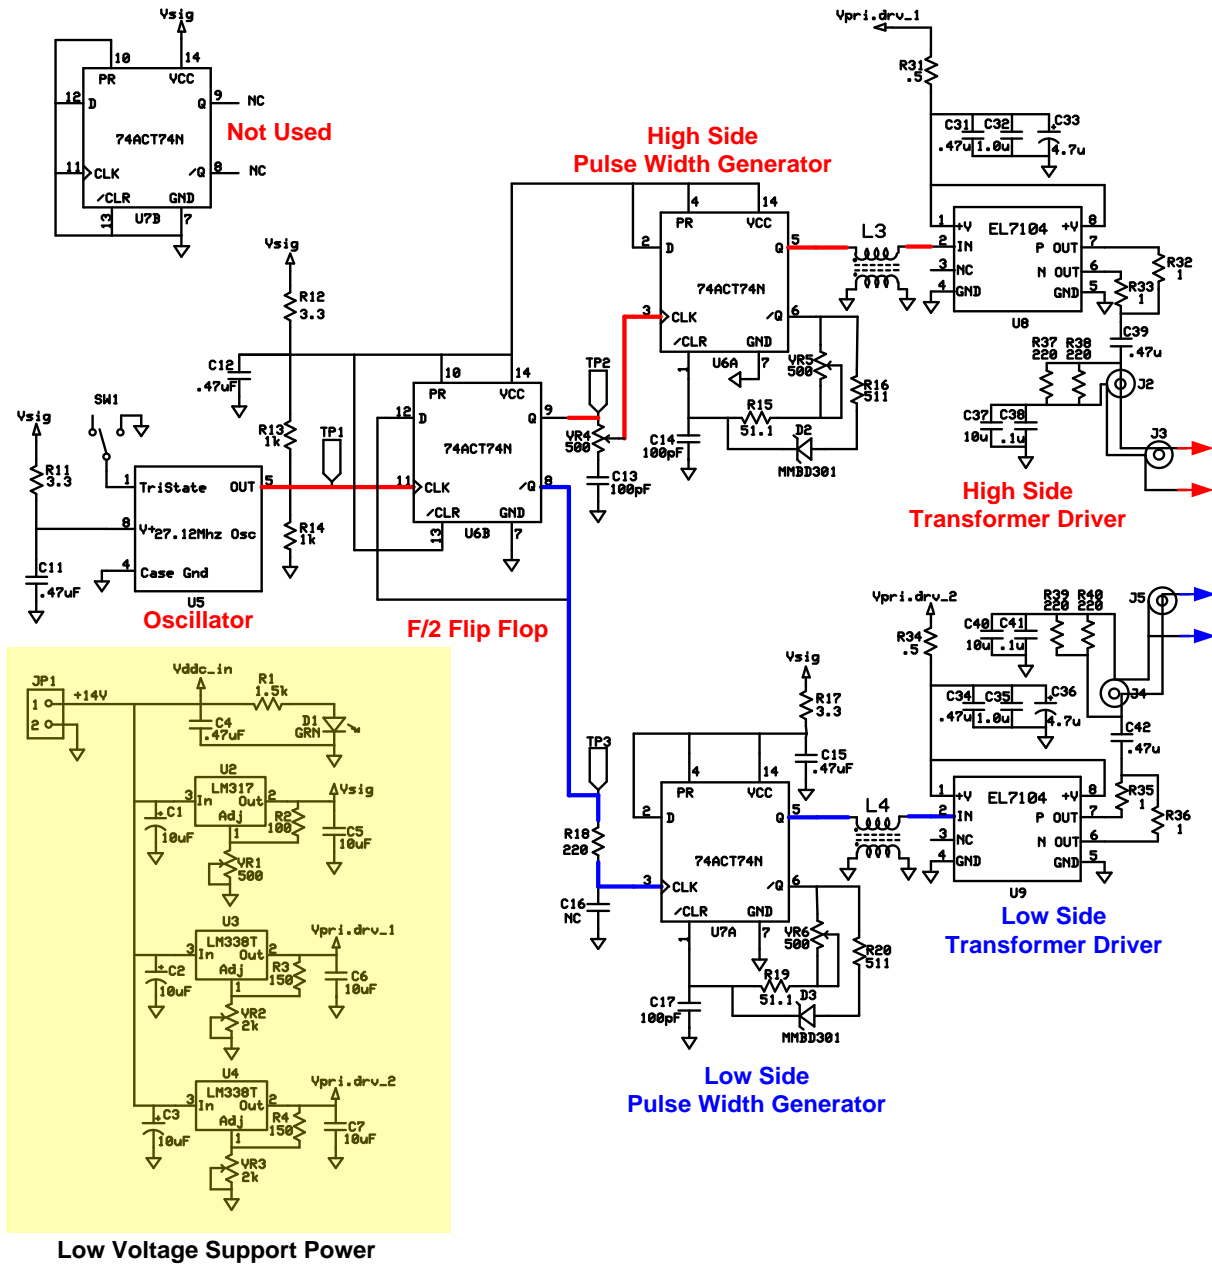 Vsig
10
14
PR
VCC
12
D
Q
9
NC
74ACT74N
Not Used
11
CLK
/Q
8
NC
/CLR
GND
13
U7B
7
Vpri.drv_1
R31
.5
C31
.47u
C32
1.0u
C33
4.7u
High Side
Pulse Width Generator
4
14
PR
VCC
2
D
Q
5
74ACT74N
3
CLK
/Q
6
/CLR
GND
1
U6A
7
L3
1
+V
+V
8
EL7104
2
IN
P OUT
7
3
NC
N OUT
6
4
GND
GND
5
U8
R32
1
R33
1
C39
.47u
R37
220
R38
220
J2
C37
10u
C38
.1u
J3
High Side
Transformer Driver
VR5
500
R16
511
R15
51.1
D2
MMBD301
C14
100pF
Vsig
R12
3.3
C12
.47uF
R13
1k
R14
1k
SW1
Vsig
R11
3.3
1
TriState
OUT
5
8
V+
27.12Mhz Osc
4
Case Gnd
U5
C11
.47uF
Oscillator
TP1
10
14
PR
VCC
12
D
Q
9
74ACT74N
11
CLK
/Q
8
/CLR
GND
13
U6B
7
F/2 Flip Flop
TP2
VR4
500
C13
100pF
Vpri.drv_2
R34
.5
C40
10u
C41
.1u
R39
220
R40
220
J5
J4
C34
.47u
C35
1.0u
C36
4.7u
C42
.47u
1
+V
+V
8
EL7104
2
IN
P OUT
7
3
NC
N OUT
6
4
GND
GND
5
U9
R35
1
R36
1
Low Side
Transformer Driver
Vsig
R17
3.3
C15
.47uF
TP3
R18
220
C16
NC
4
14
PR
VCC
2
D
Q
5
74ACT74N
3
CLK
/Q
6
/CLR
GND
1
U7A
7
L4
VR6
500
R20
511
R19
51.1
D3
MMBD301
C17
100pF
Low Side
Pulse Width Generator
JP1
1
2
+14V
Vddc_in
R1
1.5k
C4
.47uF
D1
GRN
U2
LM317
3
In
Out
2
Adj
1
Vsig
C1
10uF
R2
100
C5
10uF
VR1
500
U3
LM338T
3
In
Out
2
Adj
1
Vpri.drv_1
C2
10uF
R3
150
C6
10uF
VR2
2k
U4
LM338T
3
In
Out
2
Adj
1
Vpri.drv_2
C3
10uF
R4
150
C7
10uF
VR3
2k
Low Voltage Support Power